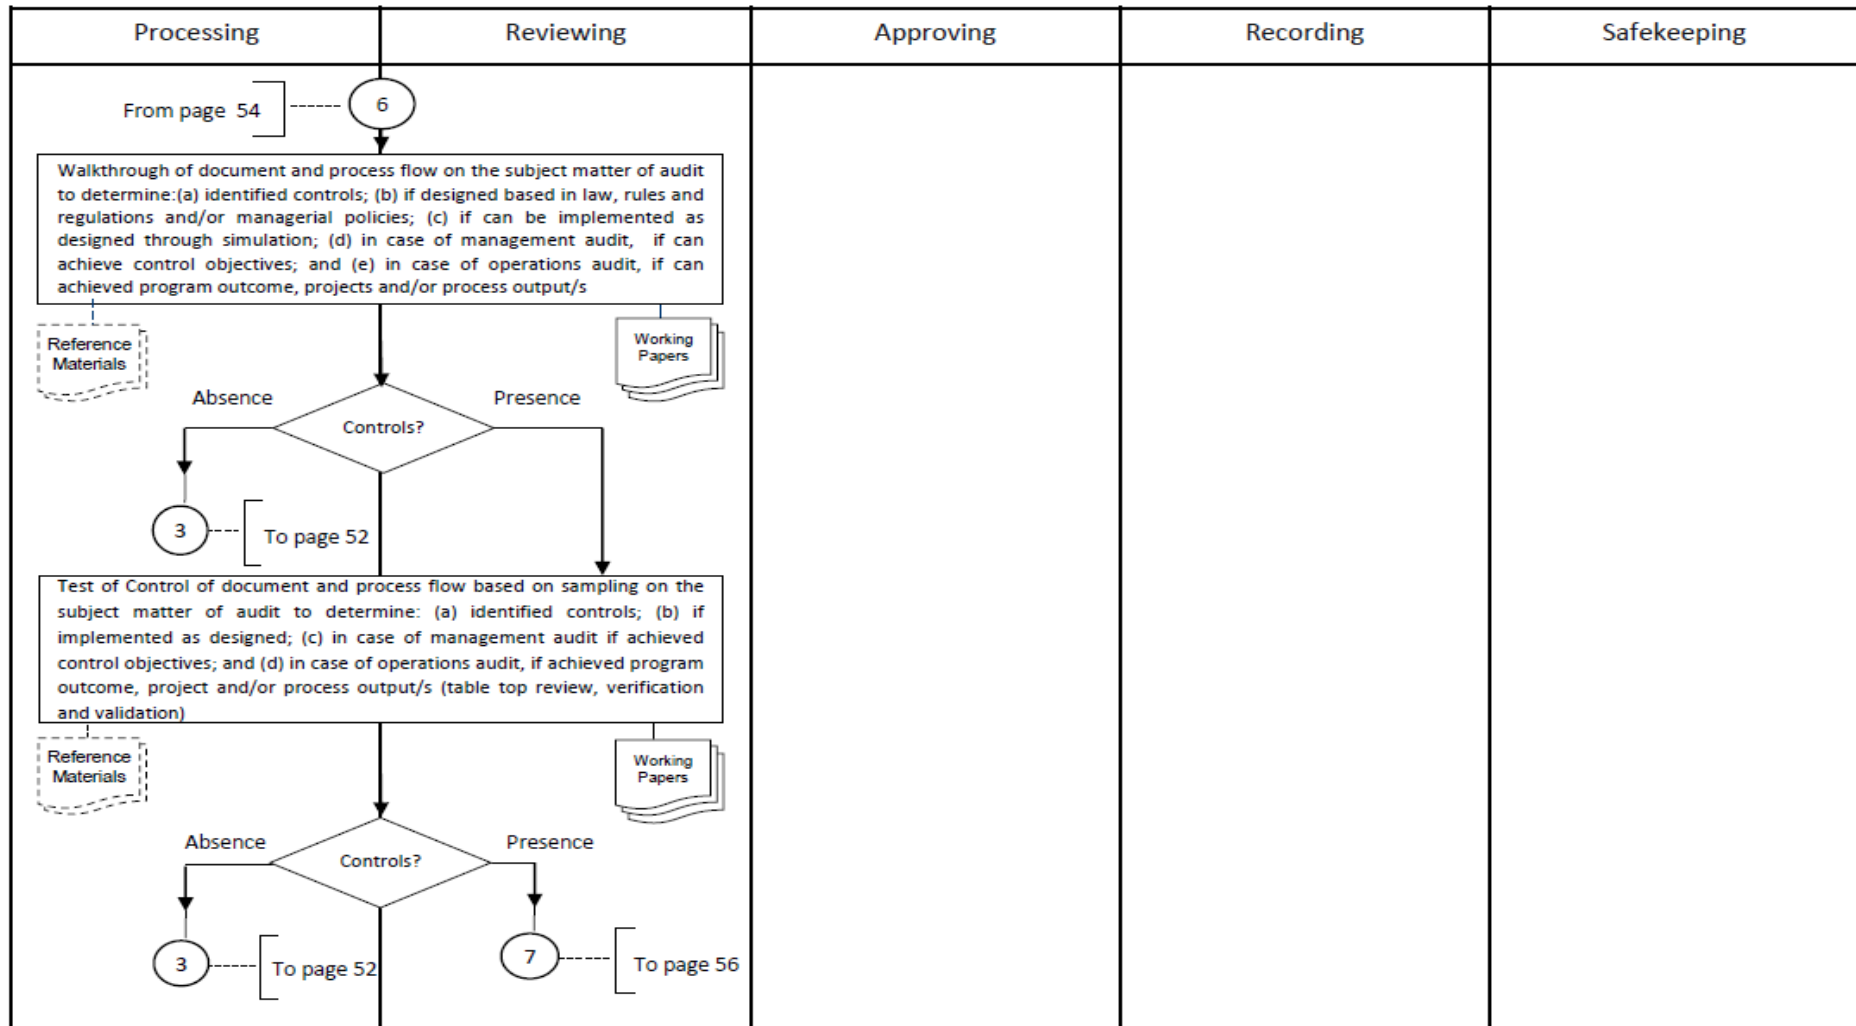 Processing
Reviewing
Approving
Recording
Safekeeping
From page 54
6
Walkthrough of document and process flow on the subject matter of audit
to determine:(a) identified controls; (b) if designed based in law, rules and
regulations and/or managerial policies; (c) if can be implemented as
designed through simulation; (d) in case of management audit, if can
achieve control objectives; and (e) in case of operations audit, if can
achieved program outcome, projects and/or process output/s
Reference
Materials
Working
Papers
Absence
Presence
Controls?
3
To page 52
Test of Control of document and process flow based on sampling on the
subject matter of audit to determine: (a) identified controls; (b) if
implemented as designed; (c) in case of management audit if achieved
control objectives; and (d) in case of operations audit, if achieved program
outcome, project and/or process output/s (table top review, verification
and validation)
Reference
Materials
Working
Papers
Absence
Presence
Controls?
3
To page 52
7
To page 56